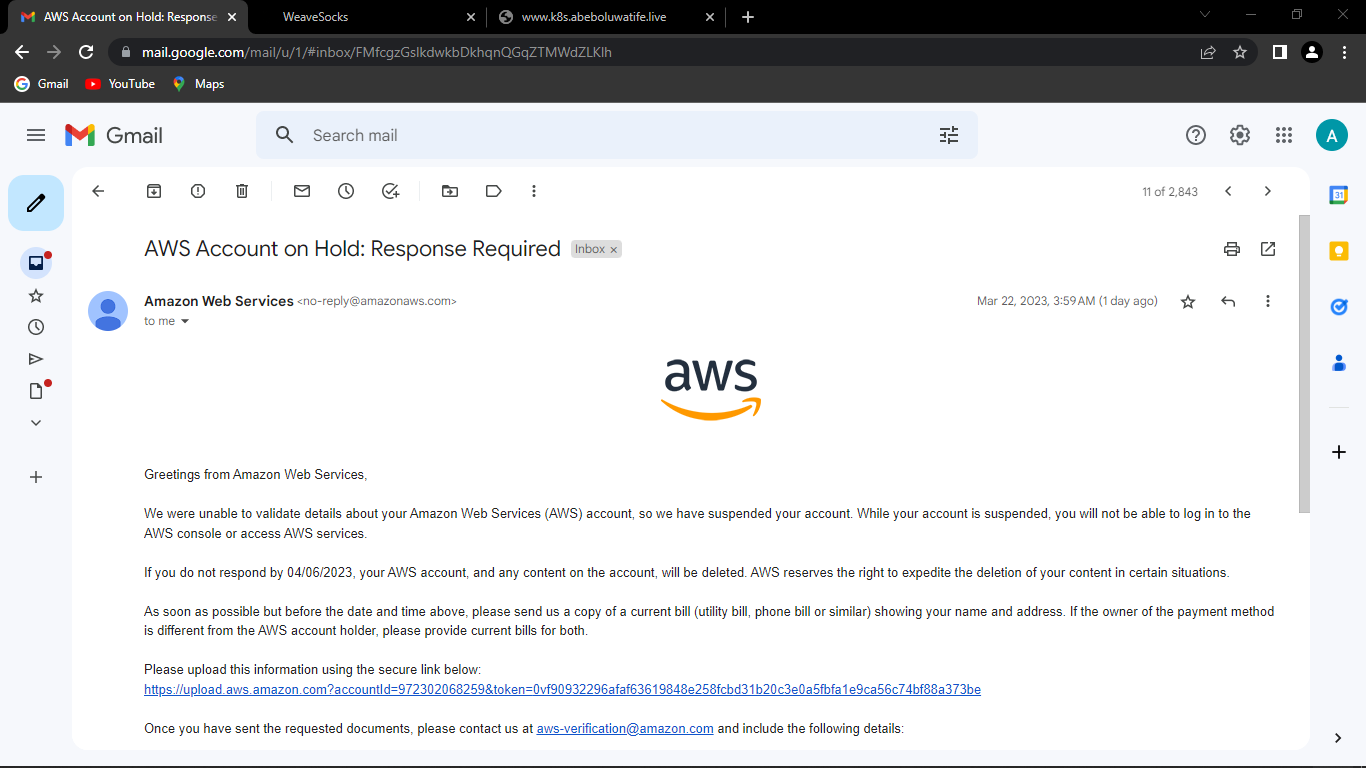 AWS Account on Hold: Response
WeaveSocks
www.k8s.abeboluwatife.live
mail.google.com/mail/u/1/#inbox/FMfcgzGslkdwkbDkhqnQGqZTMWdZLKlh
Gmail
YouTube
Maps
Gmail
Search mail
A
11 of 2,843
31
AWS Account on Hold: Response Required
Inbox
Amazon Web Services <no-reply@amazonaws.com>
Mar 22, 2023, 3:59 AM (1 day ago)
to me
aws
Greetings from Amazon Web Services,
We were unable to validate details about your Amazon Web Services (AWS) account, so we have suspended your account. While your account is suspended, you will not be able to log in to the
AWS console or access AWS services.
If you do not respond by 04/06/2023, your AWS account, and any content on the account, will be deleted. AWS reserves the right to expedite the deletion of your content in certain situations.
As soon as possible but before the date and time above, please send us a copy of a current bill (utility bill, phone bill or similar) showing your name and address. If the owner of the payment method
is different from the AWS account holder, please provide current bills for both.
Please upload this information using the secure link below:
https://upload.aws.amazon.com?accountId=972302068259&token=0vf90932296afaf63619848e258fcbd31b20c3e0a5fbfa1e9ca56c74bf88a373be
Once you have sent the requested documents, please contact us at aws-verification@amazon.com and include the following details: